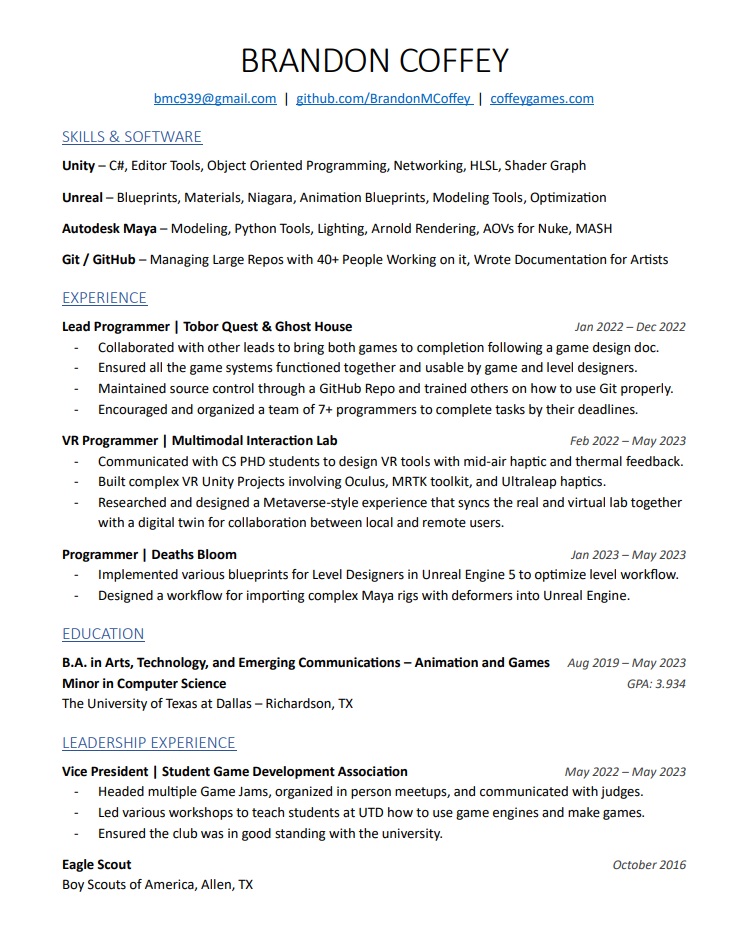 BRANDON COFFEY
bmc939@gmail.com | github.com/BrandonMCoffey | coffeygames.com
SKILLS & SOFTWARE
Unity – C#, Editor Tools, Object Oriented Programming, Networking, HLSL, Shader Graph
Unreal – Blueprints, Materials, Niagara, Animation Blueprints, Modeling Tools, Optimization
Autodesk Maya – Modeling, Python Tools, Lighting, Arnold Rendering, AOVs for Nuke, MASH
Git / GitHub – Managing Large Repos with 40+ People Working on it, Wrote Documentation for Artists
EXPERIENCE
Lead Programmer | Tobor Quest & Ghost House Jan 2022 – Dec 2022
- Collaborated with other leads to bring both games to completion following a game design doc.
- Ensured all the game systems functioned together and usable by game and level designers.
- Maintained source control through a GitHub Repo and trained others on how to use Git properly.
- Encouraged and organized a team of 7+ programmers to complete tasks by their deadlines.
VR Programmer | Multimodal Interaction Lab Feb 2022 – May 2023
- Communicated with CS PHD students to design VR tools with mid-air haptic and thermal feedback.
- Built complex VR Unity Projects involving Oculus, MRTK toolkit, and Ultraleap haptics.
- Researched and designed a Metaverse-style experience that syncs the real and virtual lab together
with a digital twin for collaboration between local and remote users.
Programmer | Deaths Bloom Jan 2023 – May 2023
- Implemented various blueprints for Level Designers in Unreal Engine 5 to optimize level workflow.
- Designed a workflow for importing complex Maya rigs with deformers into Unreal Engine.
EDUCATION
B.A. in Arts, Technology, and Emerging Communications – Animation and Games Aug 2019 – May 2023
Minor in Computer Science GPA: 3.934
The University of Texas at Dallas – Richardson, TX
LEADERSHIP EXPERIENCE
Vice President | Student Game Development Association May 2022 – May 2023
- Headed multiple Game Jams, organized in person meetups, and communicated with judges.
- Led various workshops to teach students at UTD how to use game engines and make games.
- Ensured the club was in good standing with the university.
Eagle Scout October 2016
Boy Scouts of America, Allen, TX